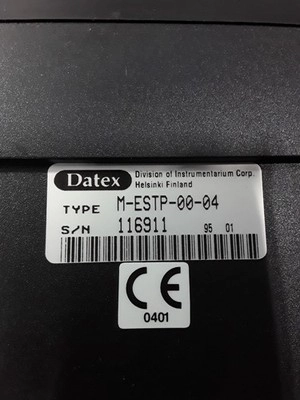 Datex Division of Instrumentarium Corp.
Helsinki Finland
TYPE M-ESTP-00-04
S/N 116911 95 01
CE
0401